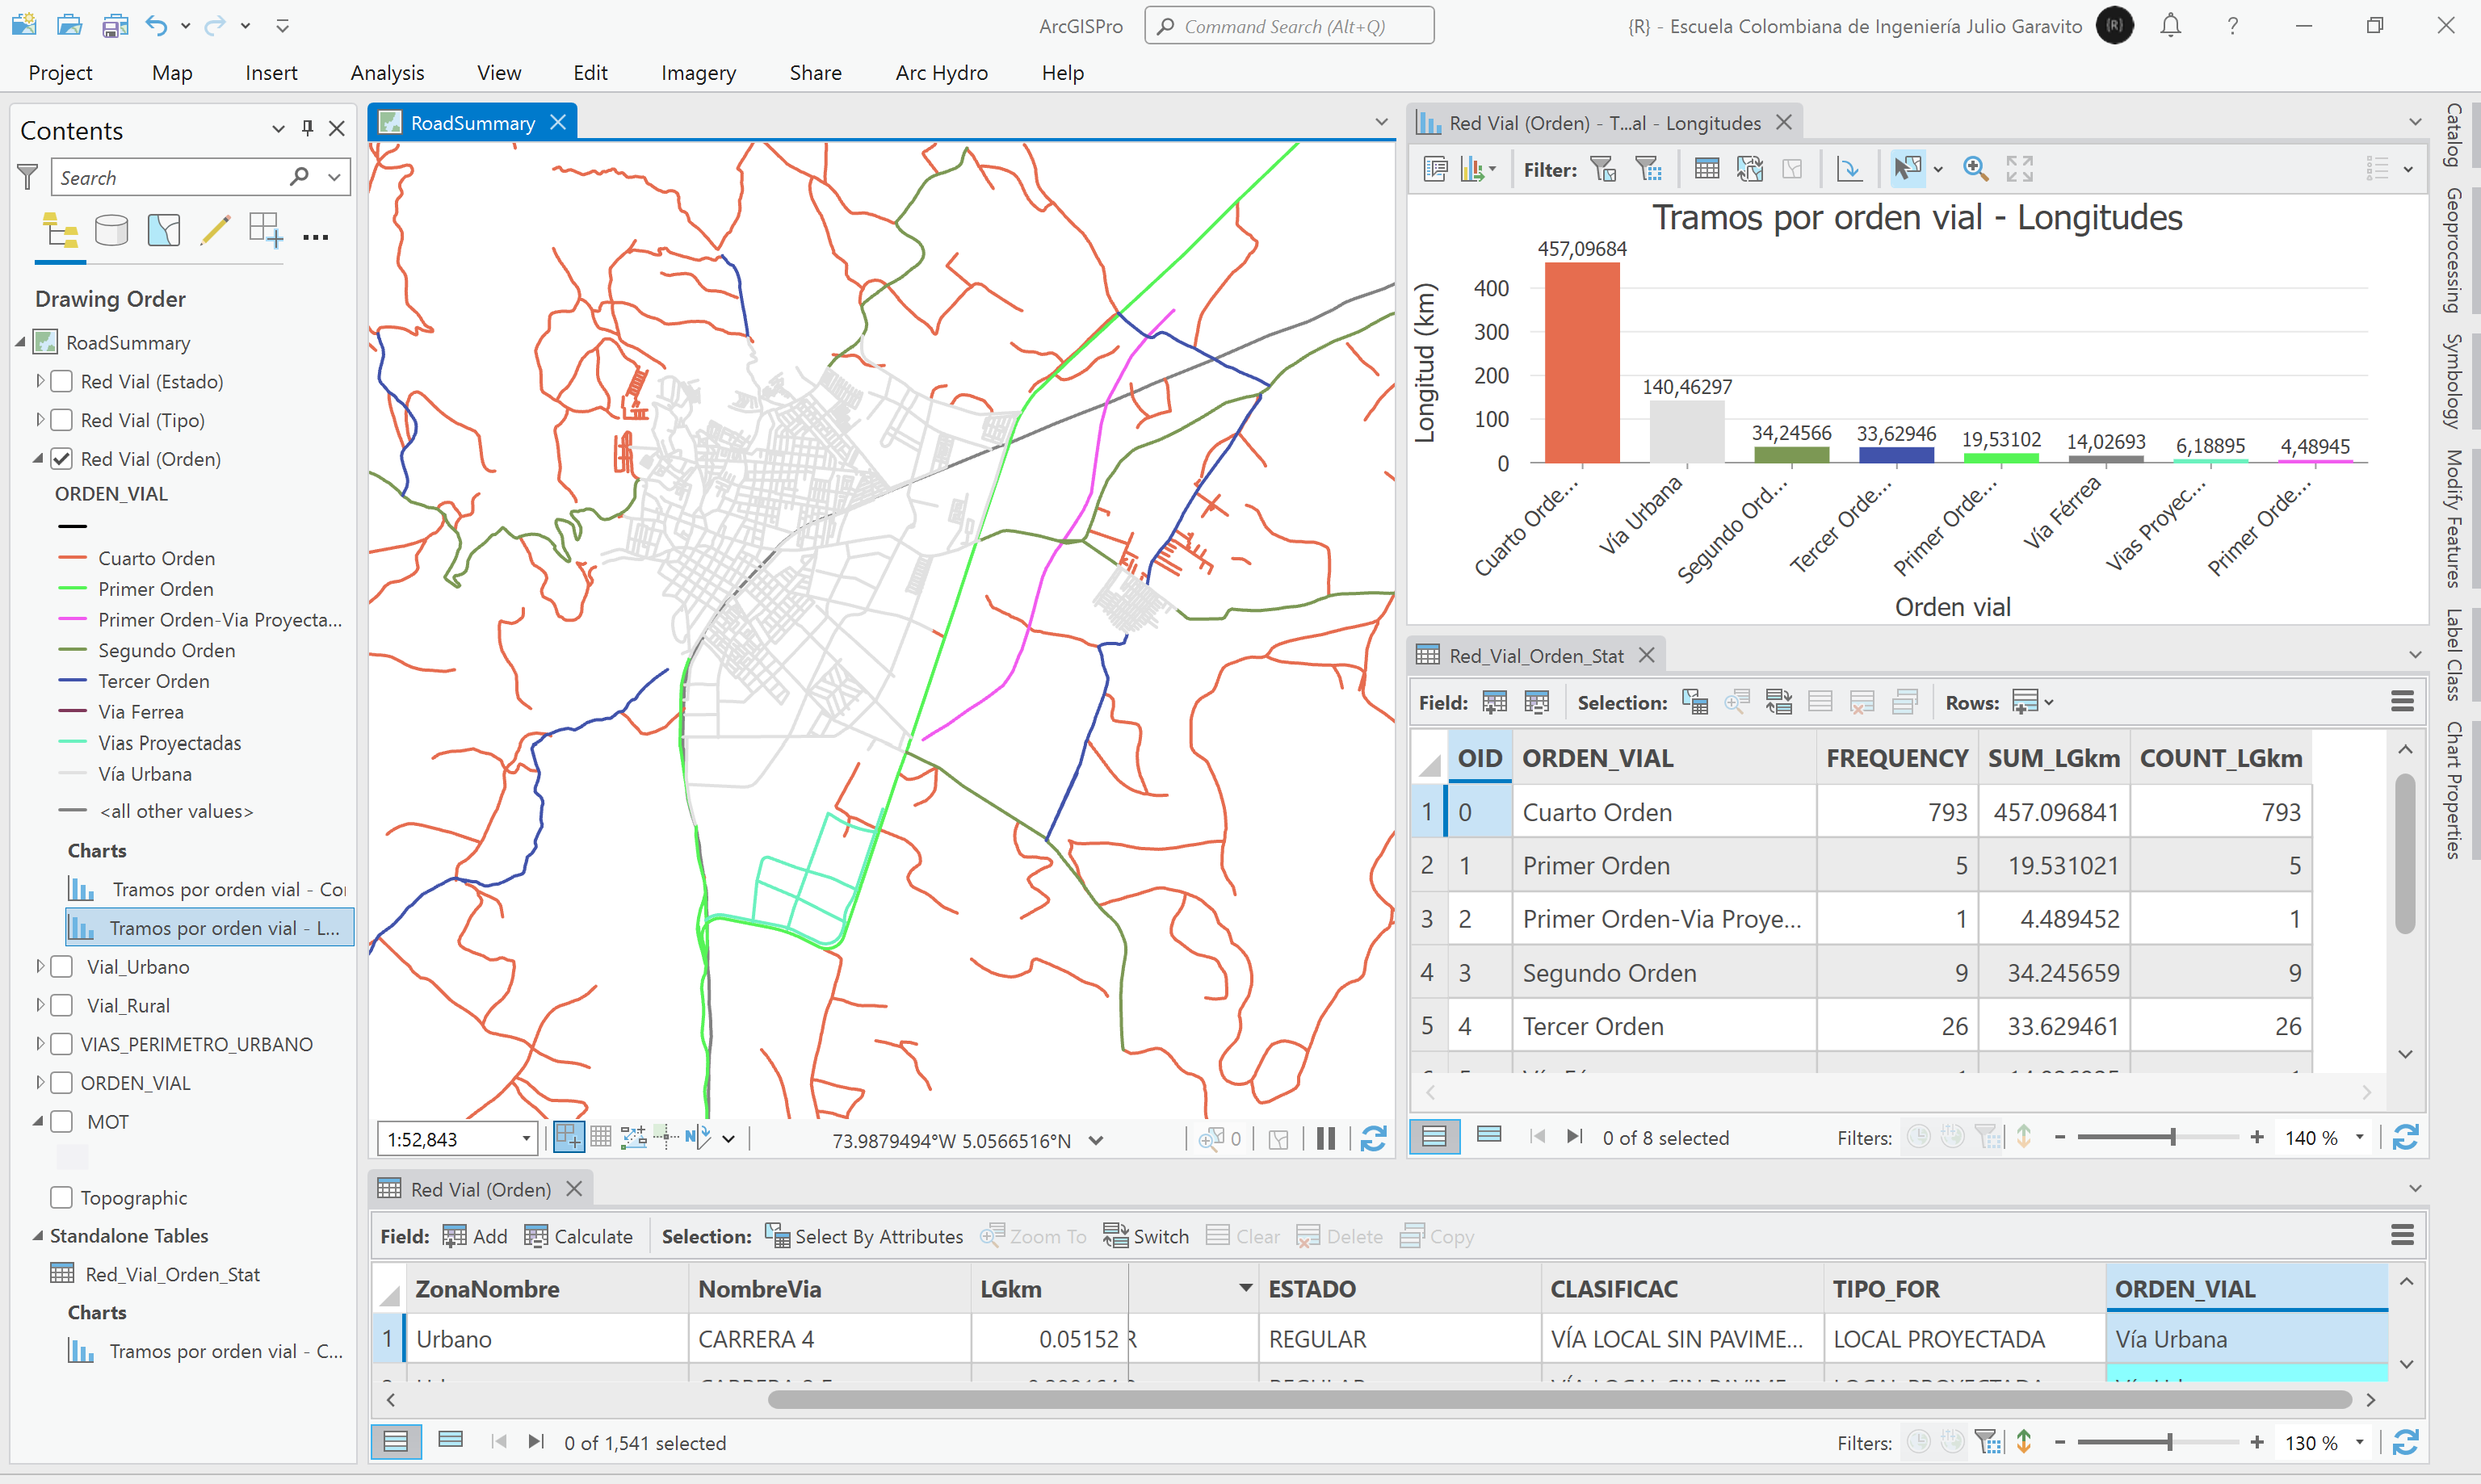 ArcGISPro
Command Search (Alt+Q)
{R} - Escuela Colombiana de Ingeniería Julio Garavito
{R}
?
Project Map Insert Analysis View Edit Imagery Share Arc Hydro Help
Contents
Search
Drawing Order
RoadSummary
Red Vial (Estado)
Red Vial (Tipo)
Red Vial (Orden)
ORDEN_VIAL
Cuarto Orden
Primer Orden
Primer Orden-Via Proyecta...
Segundo Orden
Tercer Orden
Via Ferrea
Vias Proyectadas
Vía Urbana
<all other values>
Charts
Tramos por orden vial - Co
Tramos por orden vial - L...
Vial_Urbano
Vial_Rural
VIAS_PERIMETRO_URBANO
ORDEN_VIAL
MOT
Topographic
Standalone Tables
Red_Vial_Orden_Stat
Charts
Tramos por orden vial - C...
RoadSummary
1:52,843
73.9879494°W 5.0566516°N
0
Red Vial (Orden) - T...al - Longitudes
Filter:
Tramos por orden vial - Longitudes
Longitud (km)
400
300
200
100
0
457,09684
140,46297
34,24566
33,62946
19,53102
14,02693
6,18895
4,48945
Cuarto Orde...
Vía Urbana
Segundo Ord...
Tercer Orde...
Primer Orde...
Vía Férrea
Vias Proyec...
Primer Orde...
Orden vial
Red_Vial_Orden_Stat
Field: Selection: Rows:
OID ORDEN_VIAL FREQUENCY SUM_LGkm COUNT_LGkm
1 0 Cuarto Orden 793 457.096841 793
2 1 Primer Orden 5 19.531021 5
3 2 Primer Orden-Via Proye... 1 4.489452 1
4 3 Segundo Orden 9 34.245659 9
5 4 Tercer Orden 26 33.629461 26
0 of 8 selected
Filters:
140 %
Red Vial (Orden)
Field: Add Calculate Selection: Select By Attributes Zoom To Switch Clear Delete Copy
ZonaNombre NombreVia LGkm ESTADO CLASIFICAC TIPO_FOR ORDEN_VIAL
1 Urbano CARRERA 4 0.05152 REGULAR VÍA LOCAL SIN PAVIME... LOCAL PROYECTADA Vía Urbana
0 of 1,541 selected
Filters:
130 %
Catalog
Geoprocessing
Symbology
Modify Features
Label Class
Chart Properties